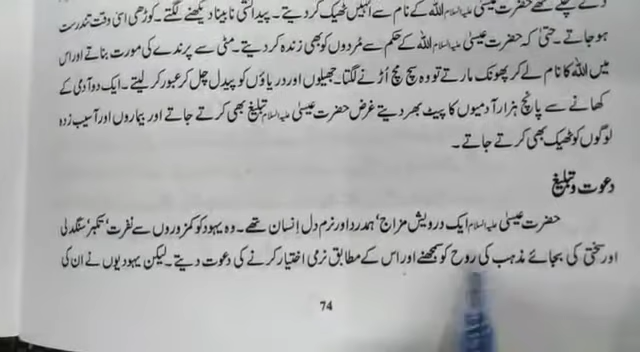 دے چلے تھے حضرت عیسیٰ علیہ السلام اللہ کے نام سے انہیں ٹھیک کر دیتے۔ پیدائشی نابینا دیکھنے لگتے۔ کوڑھی اسی وقت تندرست
ہو جاتے۔ حتیٰ کہ حضرت عیسیٰ علیہ السلام اللہ کے حکم سے مُردوں کو بھی زندہ کر دیتے۔ مٹی سے پرندے کی مورت بناتے اور اس
میں اللہ کا نام لے کر پھونک مارتے تو وہ سچ مچ اُڑنے لگتا۔ جھیلوں اور دریاؤں کو پیدل چل کر عبور کر لیتے۔ ایک دو آدمی کے
کھانے سے پانچ ہزار آدمیوں کا پیٹ بھر دیتے غرض حضرت عیسیٰ علیہ السلام تبلیغ بھی کرتے جاتے اور بیماروں اور آسیب زدہ
لوگوں کو ٹھیک بھی کرتے جاتے۔
دعوت و تبلیغ
حضرت عیسیٰ علیہ السلام ایک درویش مزاج، ہمدرد اور نرم دل انسان تھے۔ وہ یہود کو کمزوروں سے نفرت، تکبر، سنگدلی
اور سختی کی بجائے مذہب کی روح کو سمجھنے اور اس کے مطابق نرمی اختیار کرنے کی دعوت دیتے۔ لیکن یہودیوں نے ان کی
74